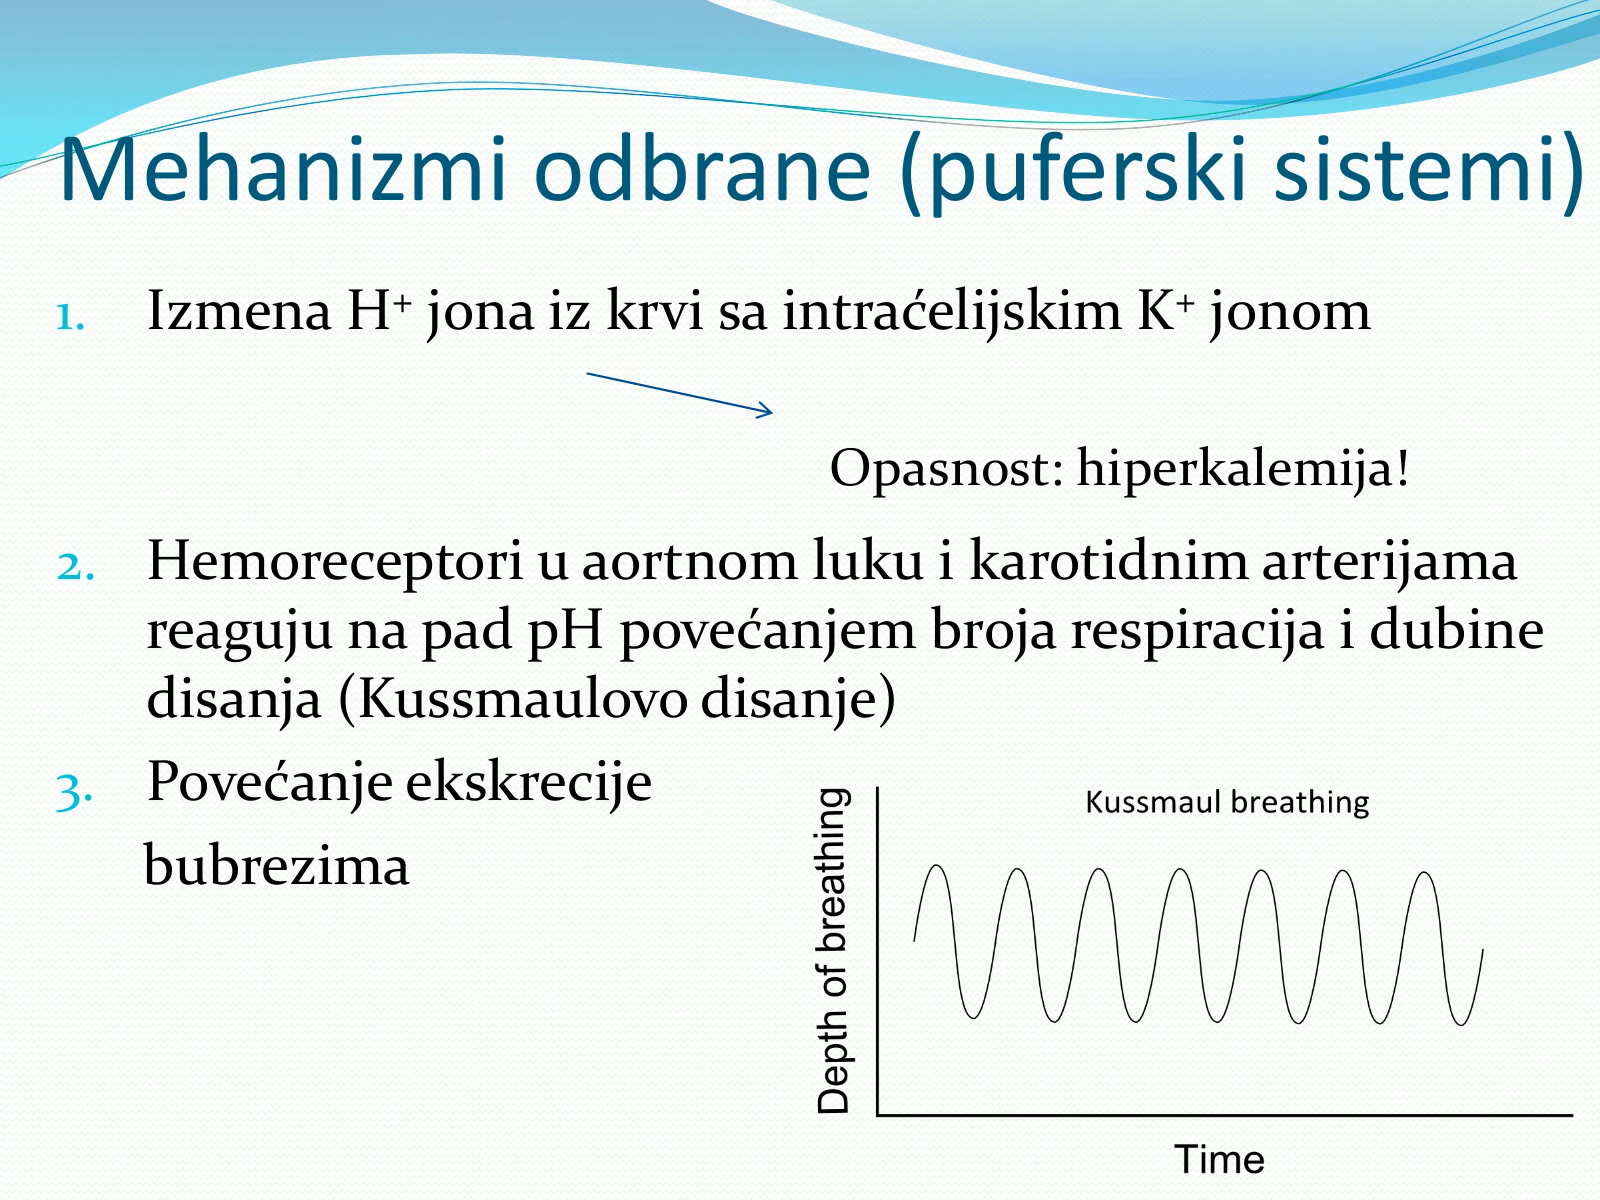 Mehanizmi odbrane (puferski sistemi)
1. Izmena H⁺ jona iz krvi sa intraćelijskim K⁺ jonom
Opasnost: hiperkalemija!
2. Hemoreceptori u aortnom luku i karotidnim arterijama
reaguju na pad pH povećanjem broja respiracija i dubine
disanja (Kussmaulovo disanje)
3. Povećanje ekskrecije
bubrezima
Kussmaul breathing
Depth of breathing
Time